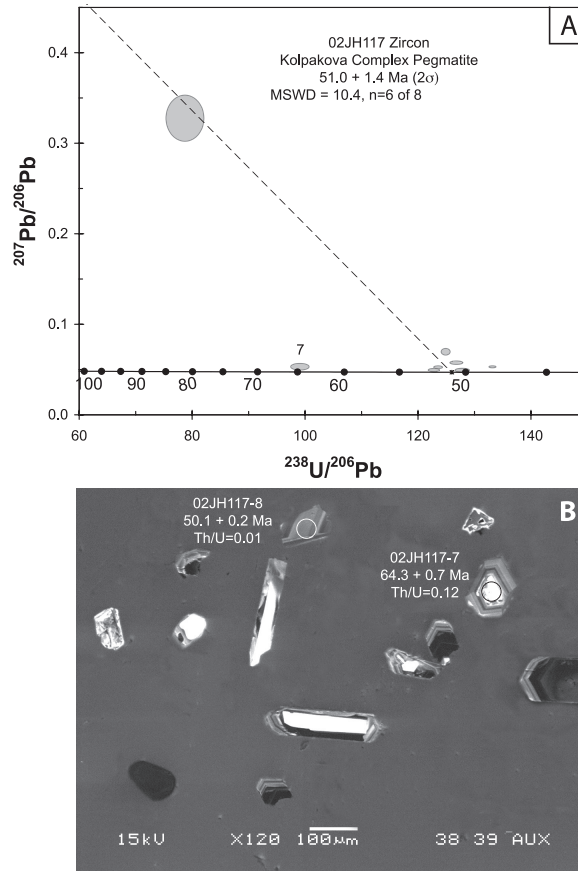 A
02JH117 Zircon
Kolpakova Complex Pegmatite
51.0 + 1.4 Ma (2σ)
MSWD = 10.4, n=6 of 8
0.4
0.3
0.2
0.1
0.0
207Pb/206Pb
7
100
90
80
70
60
50
60
80
100
120
140
238U/206Pb
B
02JH117-8
50.1 + 0.2 Ma
Th/U=0.01
02JH117-7
64.3 + 0.7 Ma
Th/U=0.12
15kV X120 100μm 38 39 AUX